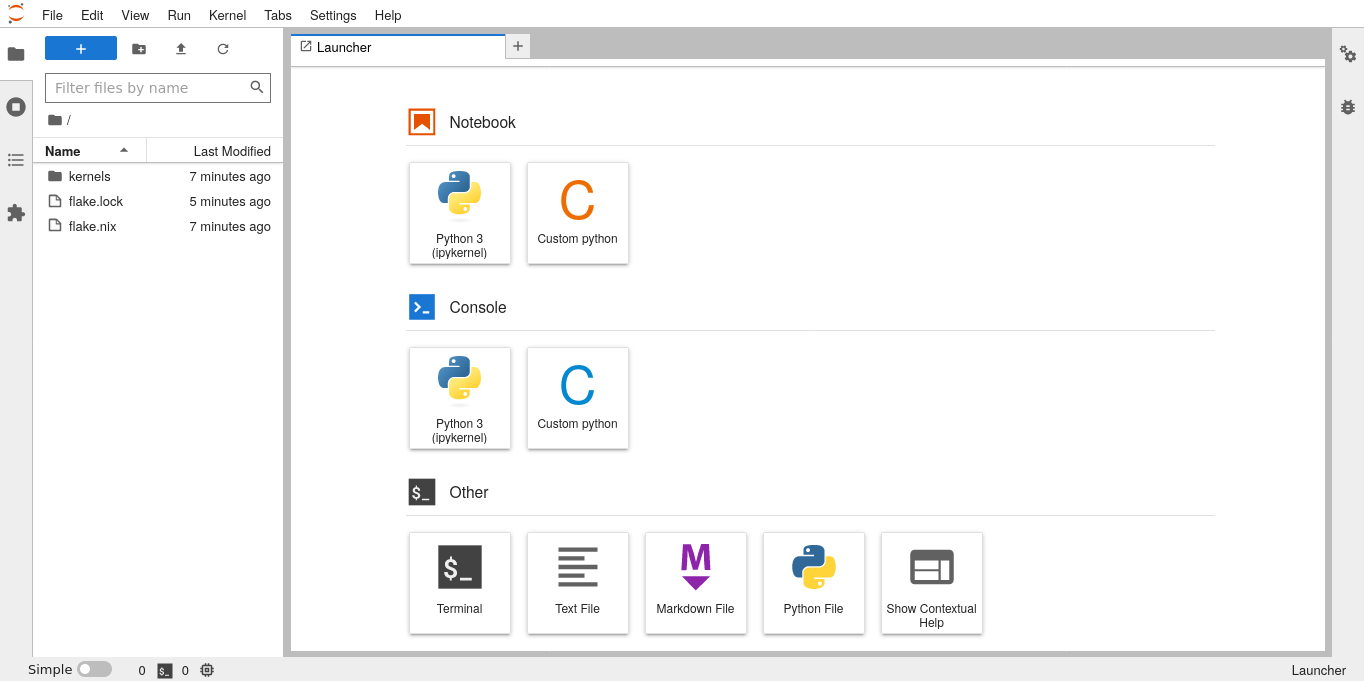 File Edit View Run Kernel Tabs Settings Help
Launcher
Filter files by name
/
Name Last Modified
kernels 7 minutes ago
flake.lock 5 minutes ago
flake.nix 7 minutes ago
Notebook
Python 3
(ipykernel)
Custom python
C
Console
Python 3
(ipykernel)
Custom python
C
Other
$_
Terminal
Text File
M
Markdown File
Python File
Show Contextual
Help
Simple 0 $_ 0 Launcher